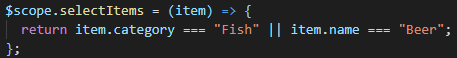 $scope.selectItems = (item) => {
  return item.category === "Fish" || item.name === "Beer";
};